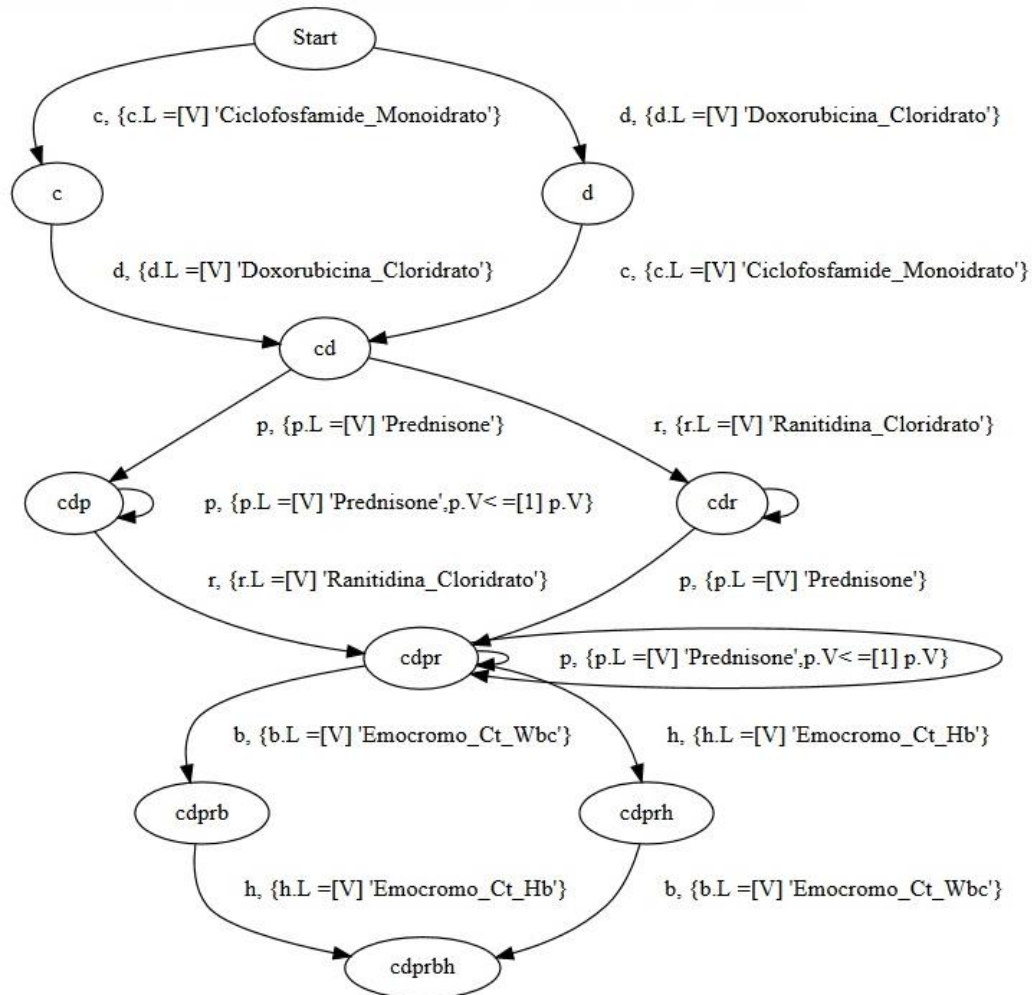 Start
c, {c.L =[V] 'Ciclofosfamide_Monoidrato'}
d, {d.L =[V] 'Doxorubicina_Cloridrato'}
c
d
d, {d.L =[V] 'Doxorubicina_Cloridrato'}
c, {c.L =[V] 'Ciclofosfamide_Monoidrato'}
cd
p, {p.L =[V] 'Prednisone'}
r, {r.L =[V] 'Ranitidina_Cloridrato'}
cdp
p, {p.L =[V] 'Prednisone',p.V< =[1] p.V}
cdr
r, {r.L =[V] 'Ranitidina_Cloridrato'}
p, {p.L =[V] 'Prednisone'}
cdpr
p, {p.L =[V] 'Prednisone',p.V< =[1] p.V}
b, {b.L =[V] 'Emocromo_Ct_Wbc'}
h, {h.L =[V] 'Emocromo_Ct_Hb'}
cdprb
cdprh
h, {h.L =[V] 'Emocromo_Ct_Hb'}
b, {b.L =[V] 'Emocromo_Ct_Wbc'}
cdprbh